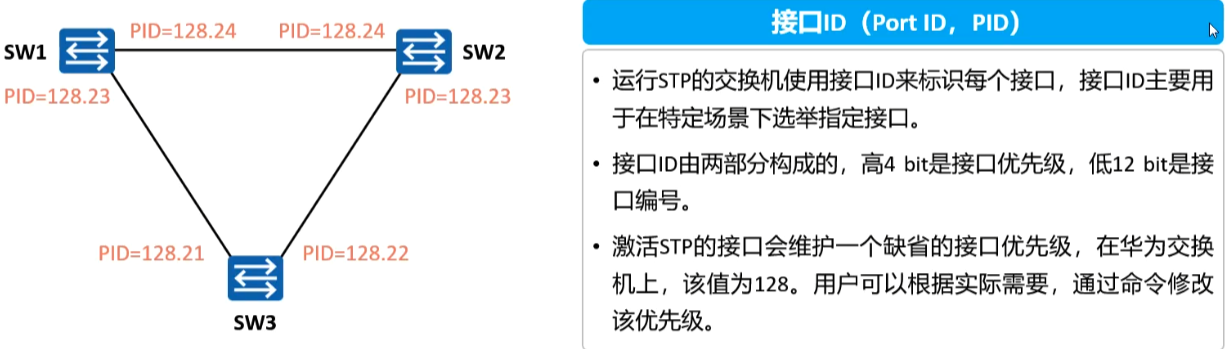 PID=128.24
PID=128.24
SW1
SW2
PID=128.23
PID=128.23
PID=128.21
PID=128.22
SW3
接口ID（Port ID，PID）
• 运行STP的交换机使用接口ID来标识每个接口，接口ID主要用
于在特定场景下选举指定接口。
• 接口ID由两部分构成的，高4 bit是接口优先级，低12 bit是接
口编号。
• 激活STP的接口会维护一个缺省的接口优先级，在华为交换
机上，该值为128。用户可以根据实际需要，通过命令修改
该优先级。